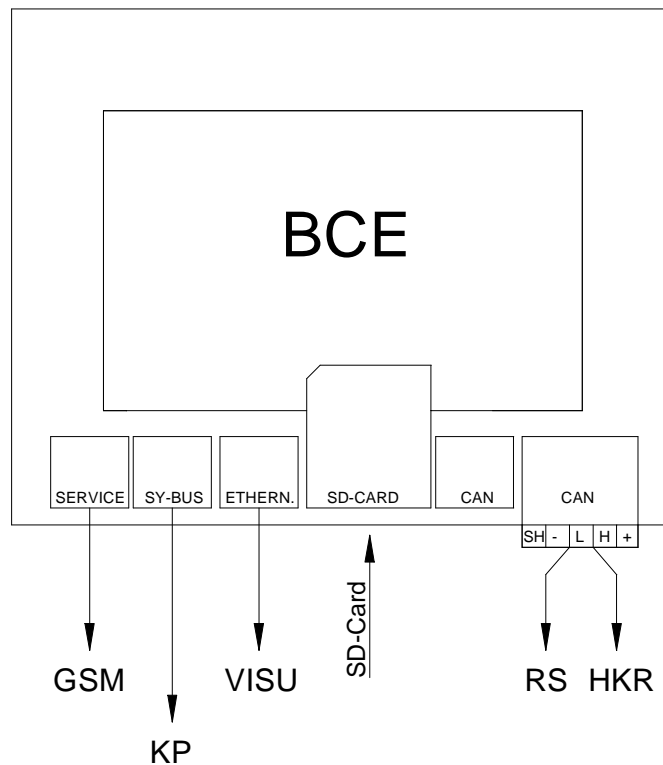 BCE
SERVICE SY-BUS ETHERN. SD-CARD CAN CAN
SH - L H +
SD-Card
GSM VISU RS HKR
KP